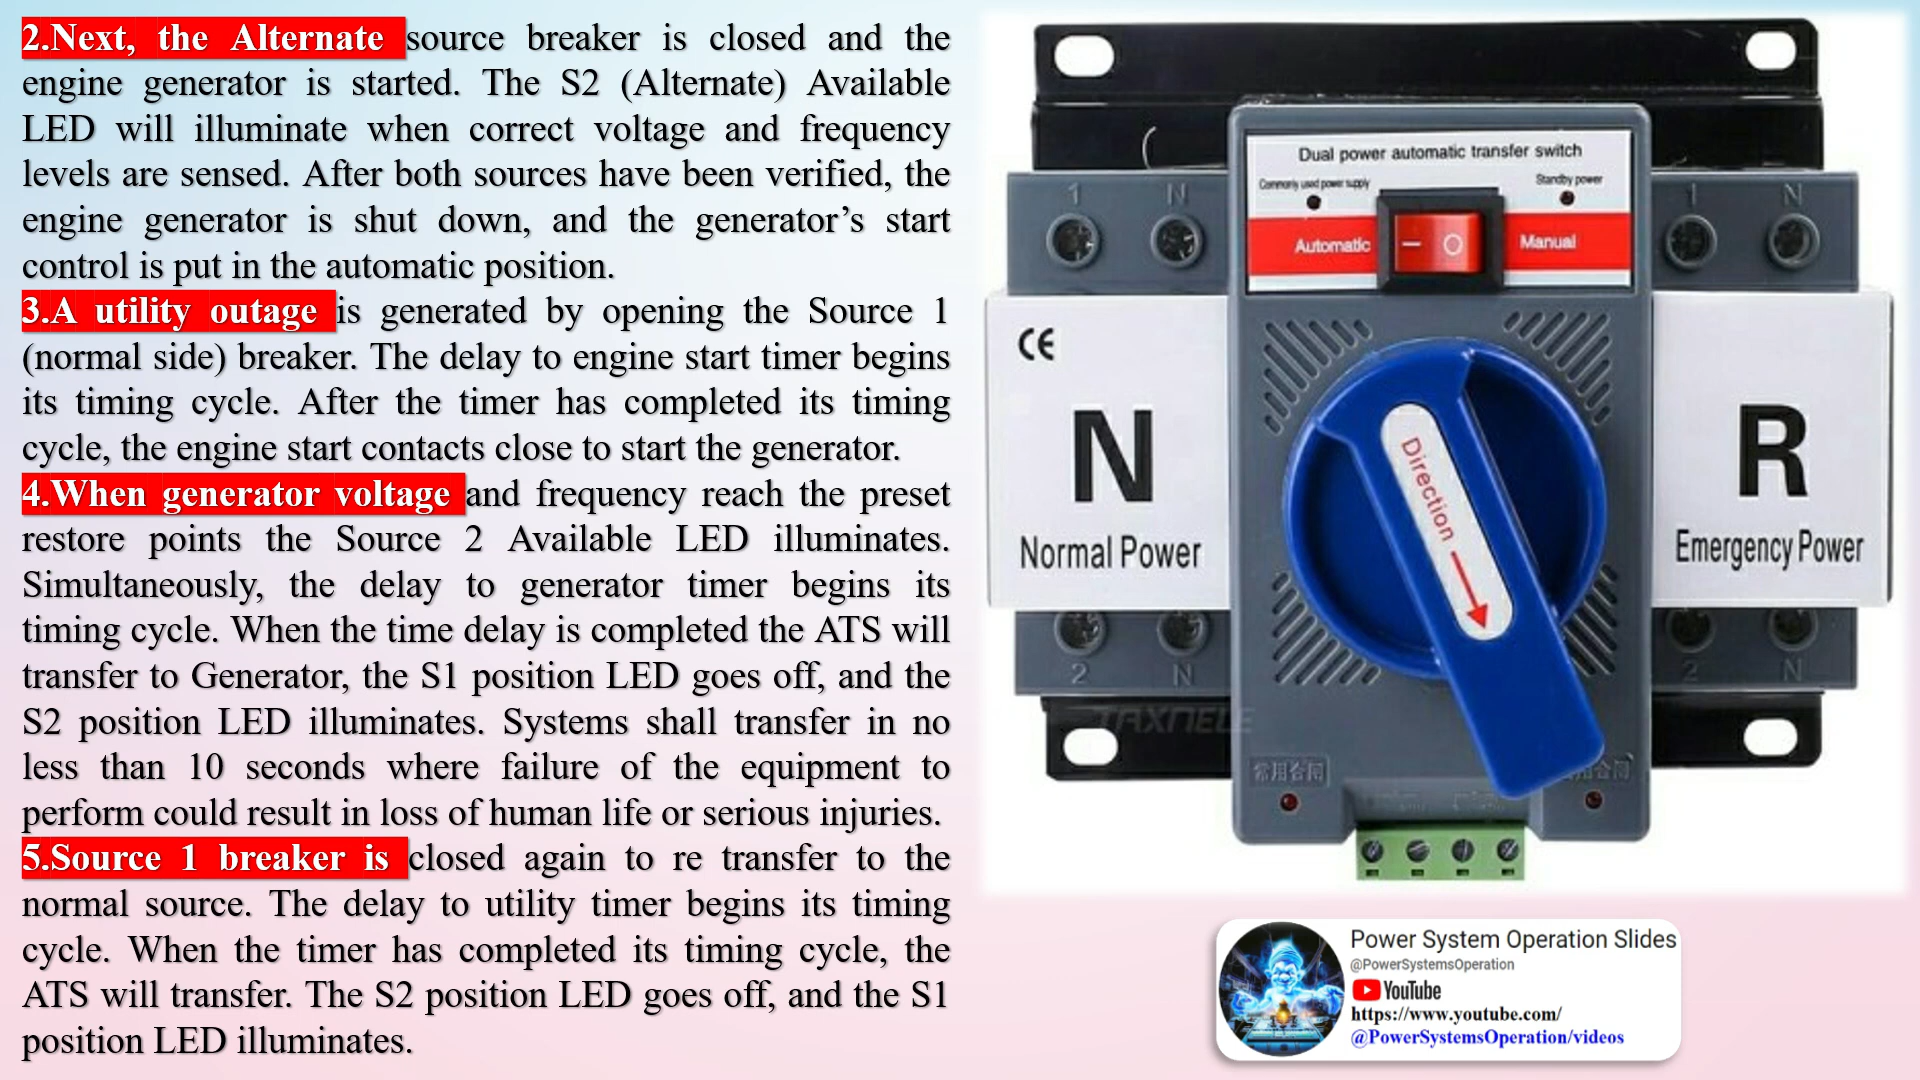 2.Next, the Alternate source breaker is closed and the
engine generator is started. The S2 (Alternate) Available
LED will illuminate when correct voltage and frequency
levels are sensed. After both sources have been verified, the
engine generator is shut down, and the generator’s start
control is put in the automatic position.
3.A utility outage is generated by opening the Source 1
(normal side) breaker. The delay to engine start timer begins
its timing cycle. After the timer has completed its timing
cycle, the engine start contacts close to start the generator.
4.When generator voltage and frequency reach the preset
restore points the Source 2 Available LED illuminates.
Simultaneously, the delay to generator timer begins its
timing cycle. When the time delay is completed the ATS will
transfer to Generator, the S1 position LED goes off, and the
S2 position LED illuminates. Systems shall transfer in no
less than 10 seconds where failure of the equipment to
perform could result in loss of human life or serious injuries.
5.Source 1 breaker is closed again to re transfer to the
normal source. The delay to utility timer begins its timing
cycle. When the timer has completed its timing cycle, the
ATS will transfer. The S2 position LED goes off, and the S1
position LED illuminates.
Dual power automatic transfer switch
Commonly used power supply
Standby power
Automatic
Manual
1 N
1 N
CE
N
Normal Power
Direction
R
Emergency Power
2 N
2 N
TAXNELE
常用合闸
用合闸
Power System Operation Slides
@PowerSystemsOperation
YouTube
https://www.youtube.com/
@PowerSystemsOperation/videos